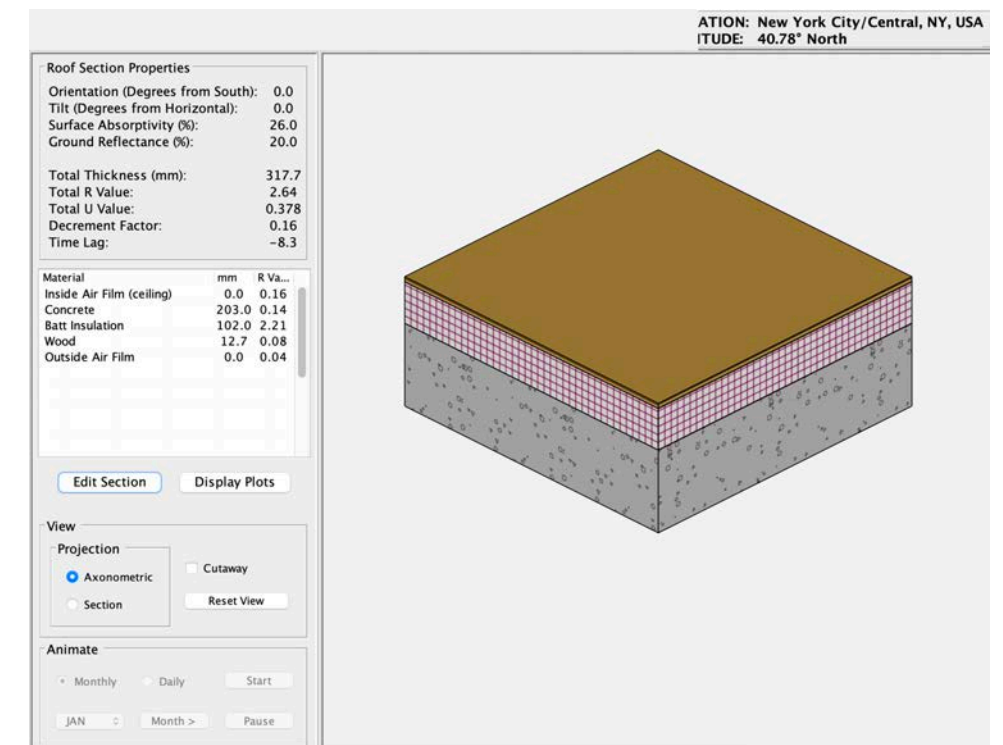 ATION: New York City/Central, NY, USA
ITUDE: 40.78° North
Roof Section Properties
Orientation (Degrees from South): 0.0
Tilt (Degrees from Horizontal): 0.0
Surface Absorptivity (%): 26.0
Ground Reflectance (%): 20.0
Total Thickness (mm): 317.7
Total R Value: 2.64
Total U Value: 0.378
Decrement Factor: 0.16
Time Lag: -8.3
Material mm R Va...
Inside Air Film (ceiling) 0.0 0.16
Concrete 203.0 0.14
Batt Insulation 102.0 2.21
Wood 12.7 0.08
Outside Air Film 0.0 0.04
Edit Section Display Plots
View
Projection
Axonometric
Cutaway
Section
Reset View
Animate
Monthly Daily Start
JAN Month > Pause